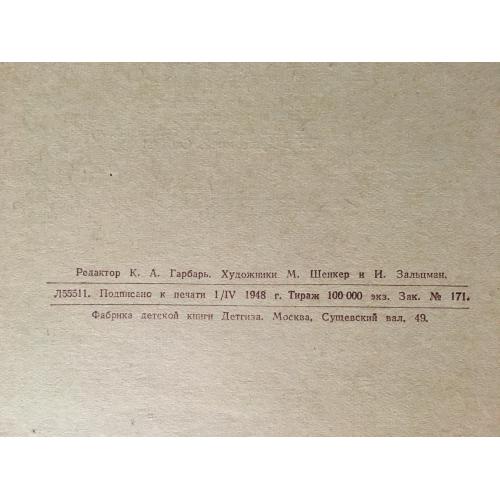 Редактор К. А. Гарбарь. Художники М. Шенкер и И. Зальцман.
Л55511. Подписано к печати 1/IV 1948 г. Тираж 100 000 экз. Зак. № 171.
Фабрика детской книги Детгиза. Москва, Сущевский вал, 49.